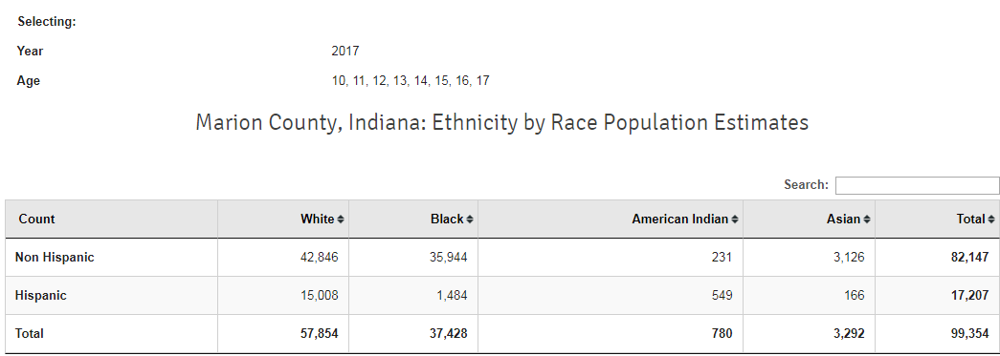 Selecting:
Year 2017
Age 10, 11, 12, 13, 14, 15, 16, 17
Marion County, Indiana: Ethnicity by Race Population Estimates
Search:
Count White Black American Indian Asian Total
Non Hispanic 42,846 35,944 231 3,126 82,147
Hispanic 15,008 1,484 549 166 17,207
Total 57,854 37,428 780 3,292 99,354